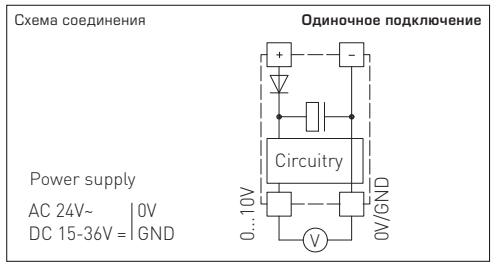 Схема соединения
Одиночное подключение
+ −
Circuitry
Power supply
AC 24V~ | 0V
DC 15-36V = | GND
0...10V
0V/GND
V